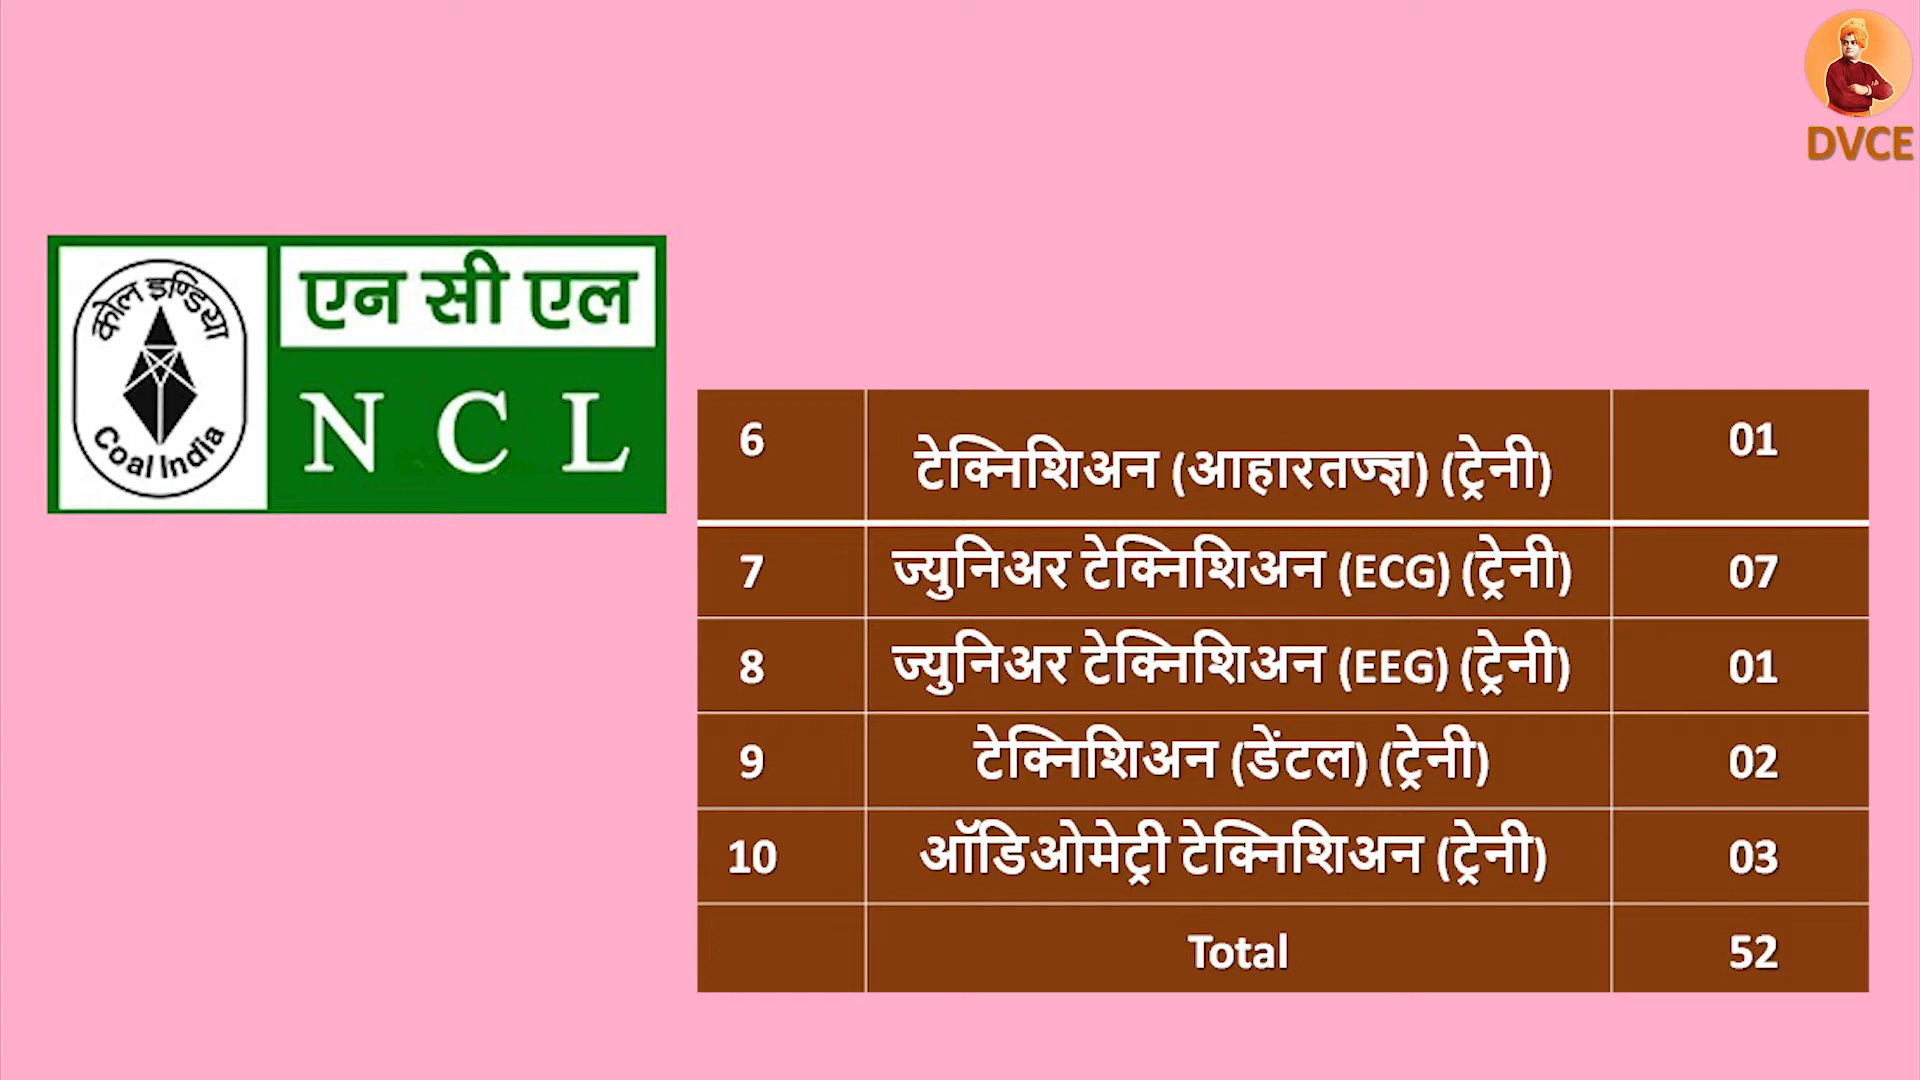 DVCE
कोल इण्डिया
Coal India
एन सी एल
N C L
6 टेक्निशिअन (आहारतज्ज्ञ) (ट्रेनी) 01
7 ज्युनिअर टेक्निशिअन (ECG) (ट्रेनी) 07
8 ज्युनिअर टेक्निशिअन (EEG) (ट्रेनी) 01
9 टेक्निशिअन (डेंटल) (ट्रेनी) 02
10 ऑडिओमेट्री टेक्निशिअन (ट्रेनी) 03
Total 52